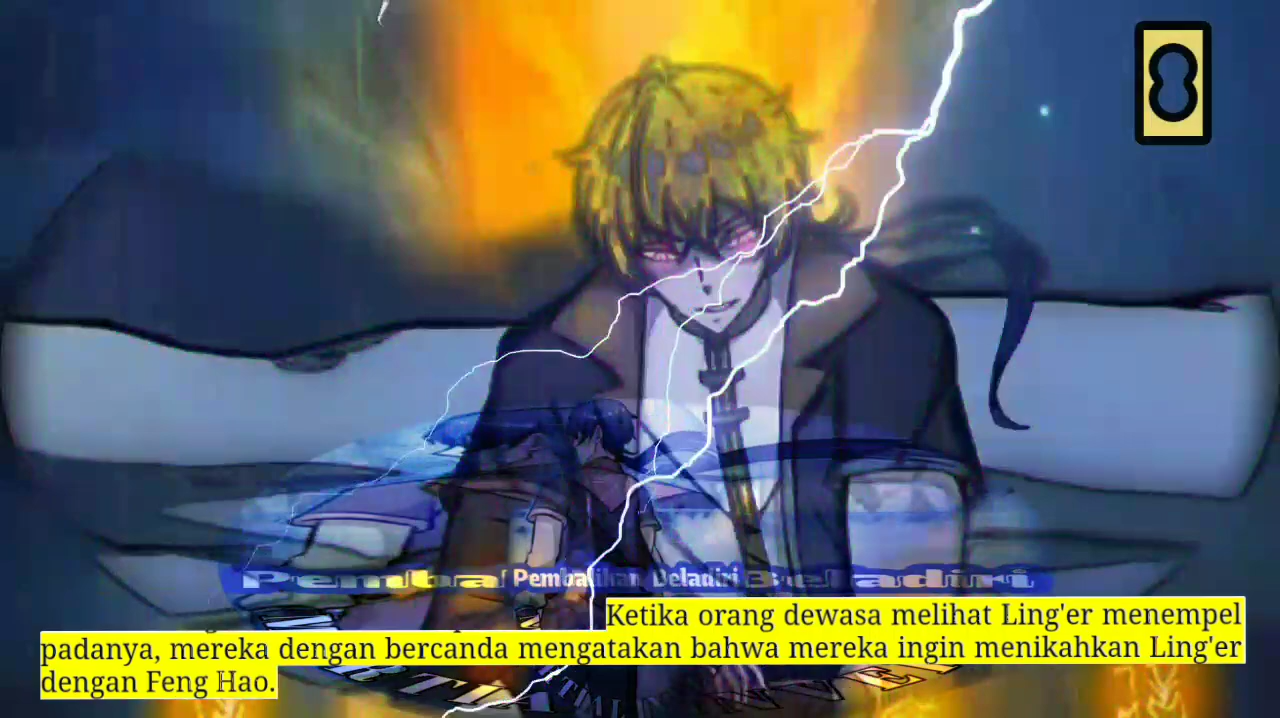 8
Pembalikan Beladiri
Ketika orang dewasa melihat Ling'er menempel
padanya, mereka dengan bercanda mengatakan bahwa mereka ingin menikahkan Ling'er
dengan Feng Hao.